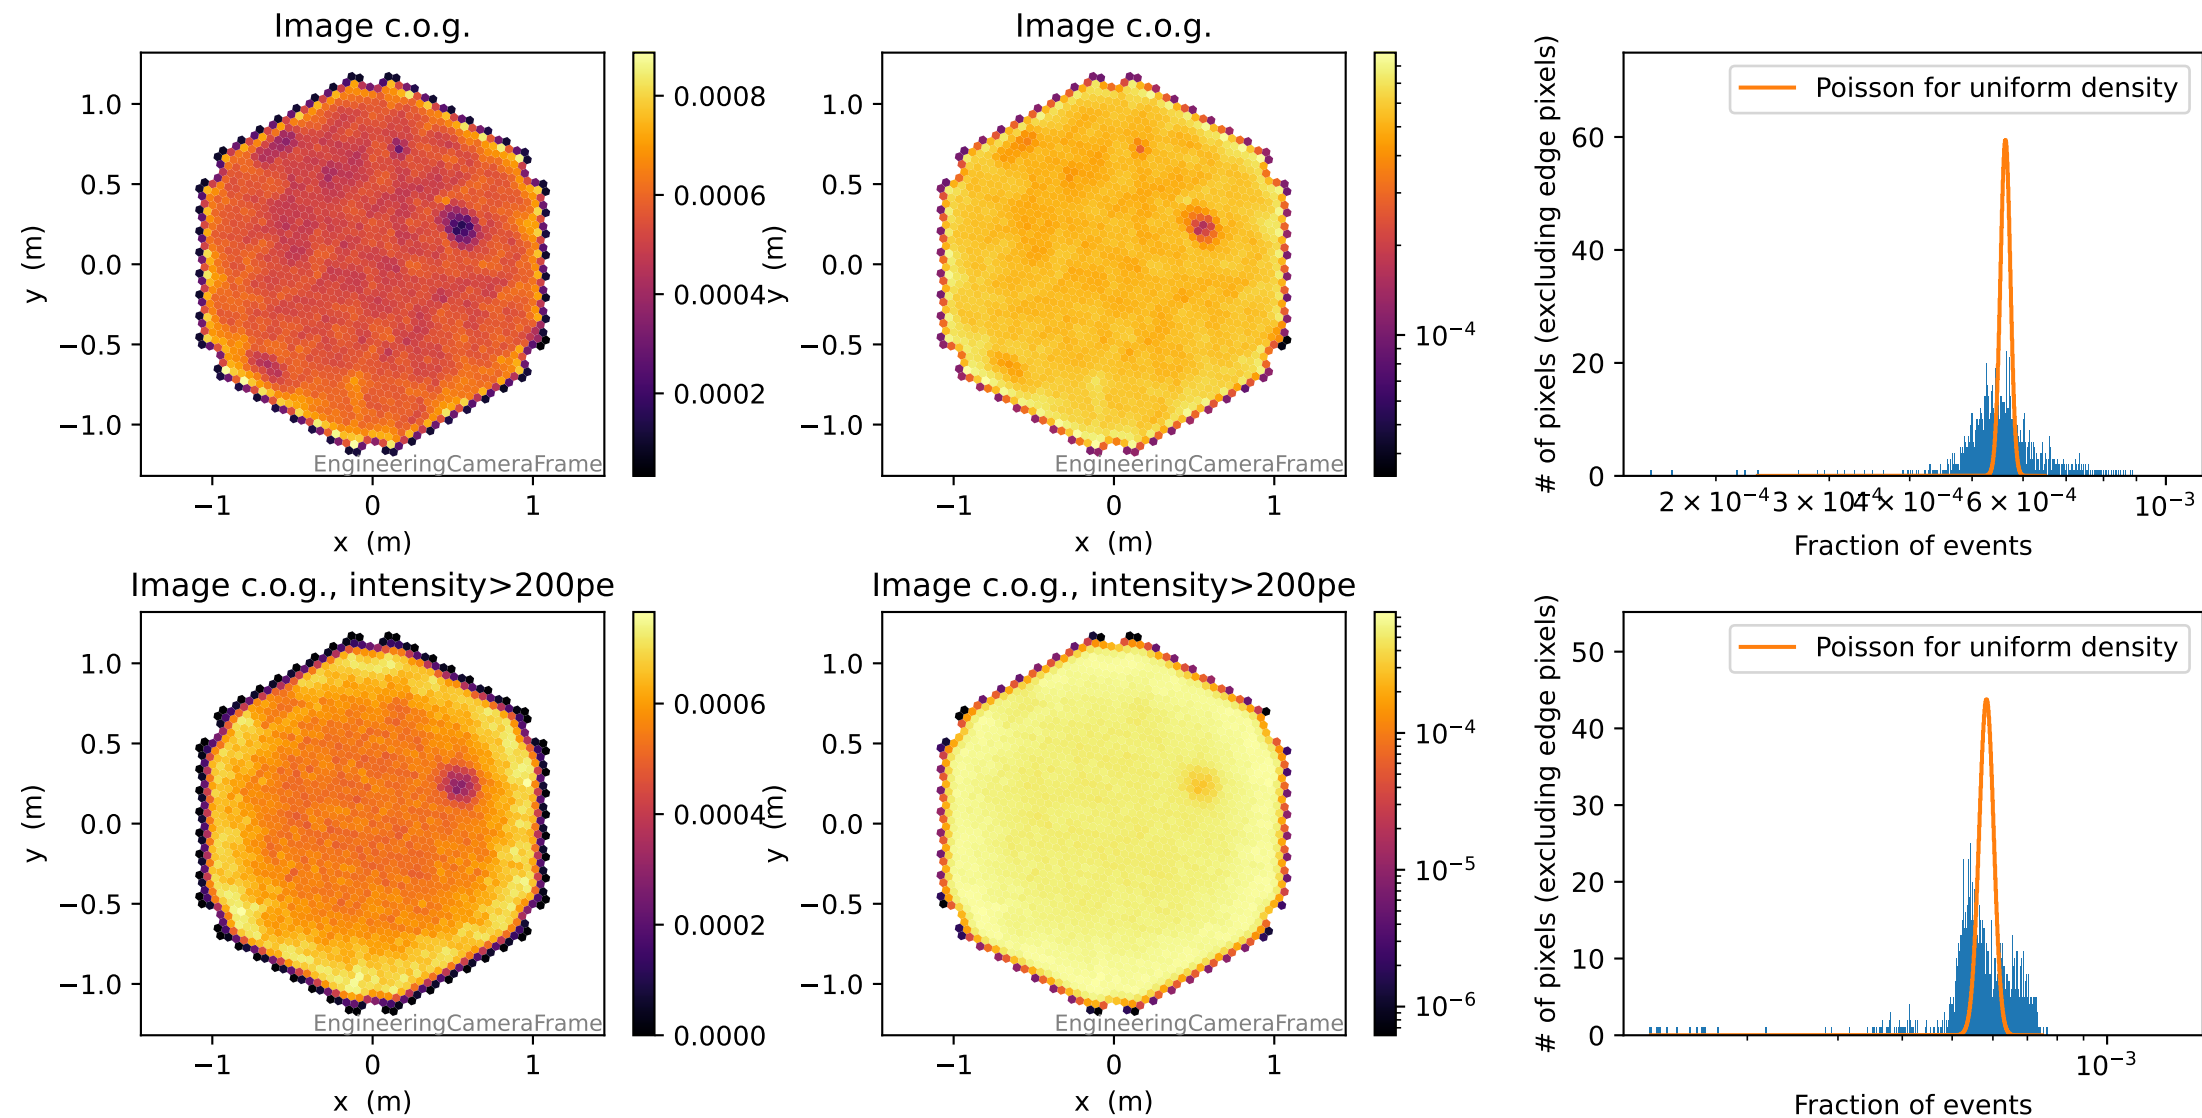 Image c.o.g.
1.0
0.5
0.0
−0.5
−1.0
y (m)
EngineeringCameraFrame
−1
0
1
x (m)
0.0008
0.0006
0.0004
0.0002
Image c.o.g.
1.0
0.5
0.0
−0.5
−1.0
y (m)
EngineeringCameraFrame
−1
0
1
x (m)
10⁻⁴
Poisson for uniform density
# of pixels (excluding edge pixels)
60
40
20
0
2 × 10⁻⁴
3 × 10⁻⁴
4 × 10⁻⁴
6 × 10⁻⁴
10⁻³
Fraction of events
Image c.o.g., intensity>200pe
1.0
0.5
0.0
−0.5
−1.0
y (m)
EngineeringCameraFrame
−1
0
1
x (m)
0.0006
0.0004
0.0002
0.0000
Image c.o.g., intensity>200pe
1.0
0.5
0.0
−0.5
−1.0
y (m)
EngineeringCameraFrame
−1
0
1
x (m)
10⁻⁴
10⁻⁵
10⁻⁶
Poisson for uniform density
# of pixels (excluding edge pixels)
50
40
30
20
10
0
10⁻³
Fraction of events